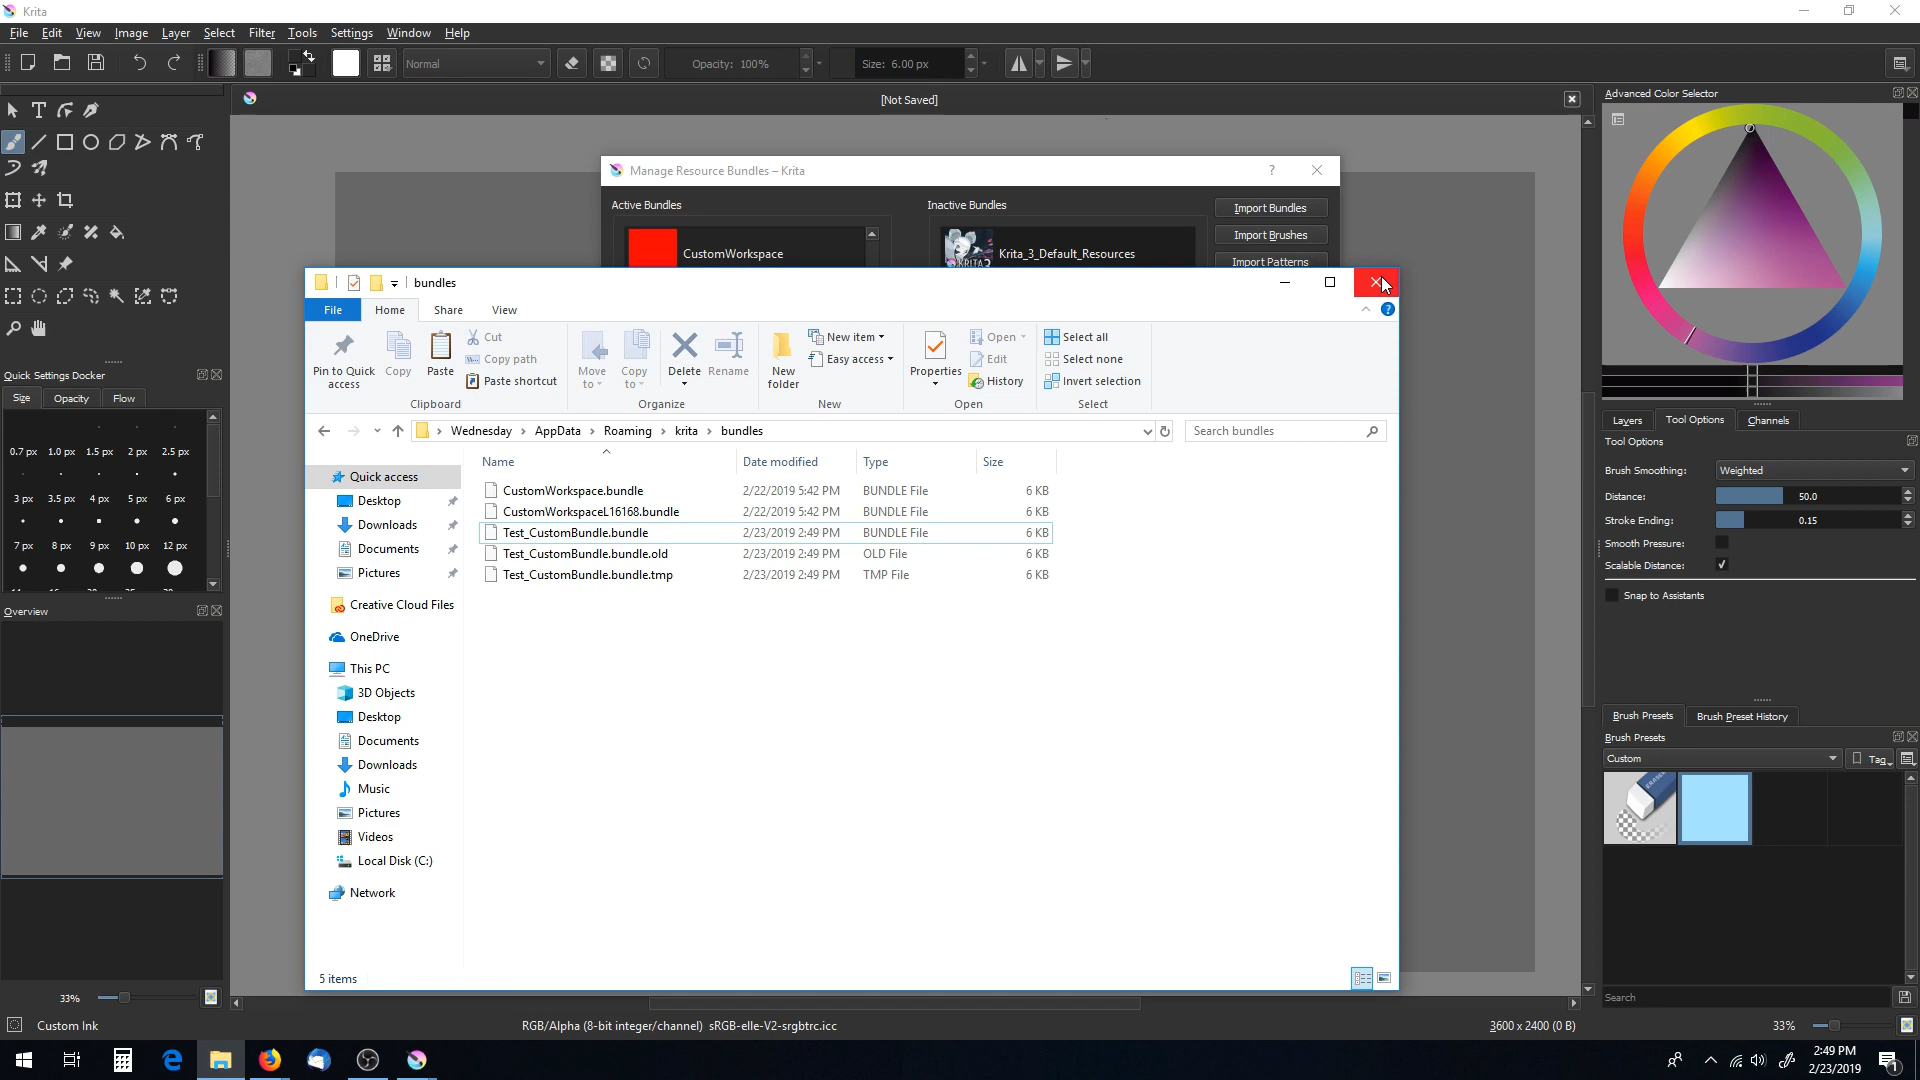 Krita
File Edit View Image Layer Select Filter Tools Settings Window Help
Normal Opacity: 100% Size: 6.00 px
[Not Saved]
Advanced Color Selector
Manage Resource Bundles – Krita ?
Active Bundles Inactive Bundles Import Bundles
Import Brushes
CustomWorkspace Krita_3_Default_Resources
Import Patterns
bundles
File Home Share View
Pin to Quick access
Copy
Paste
Cut
Copy path
Paste shortcut
Clipboard
Move to
Copy to
Delete
Rename
Organize
New folder
New item
Easy access
New
Properties
Open
Edit
History
Open
Select all
Select none
Invert selection
Select
Wednesday AppData Roaming krita bundles
Search bundles
Name Date modified Type Size
CustomWorkspace.bundle 2/22/2019 5:42 PM BUNDLE File 6 KB
CustomWorkspaceL16168.bundle 2/22/2019 5:42 PM BUNDLE File 6 KB
Test_CustomBundle.bundle 2/23/2019 2:49 PM BUNDLE File 6 KB
Test_CustomBundle.bundle.old 2/23/2019 2:49 PM OLD File 6 KB
Test_CustomBundle.bundle.tmp 2/23/2019 2:49 PM TMP File 6 KB
Quick access
Desktop
Downloads
Documents
Pictures
Creative Cloud Files
OneDrive
This PC
3D Objects
Desktop
Documents
Downloads
Music
Pictures
Videos
Local Disk (C:)
Network
5 items
Quick Settings Docker
Size Opacity Flow
0.7 px 1.0 px 1.5 px 2 px 2.5 px
3 px 3.5 px 4 px 5 px 6 px
7 px 8 px 9 px 10 px 12 px
Overview
33%
Layers Tool Options Channels
Tool Options
Brush Smoothing: Weighted
Distance: 50.0
Stroke Ending: 0.15
Smooth Pressure:
Scalable Distance:
Snap to Assistants
Brush Presets Brush Preset History
Brush Presets
Custom Tag
ERASER
Search
Custom Ink RGB/Alpha (8-bit integer/channel) sRGB-elle-V2-srgbtrc.icc 3600 x 2400 (0 B) 33%
2:49 PM
2/23/2019
1